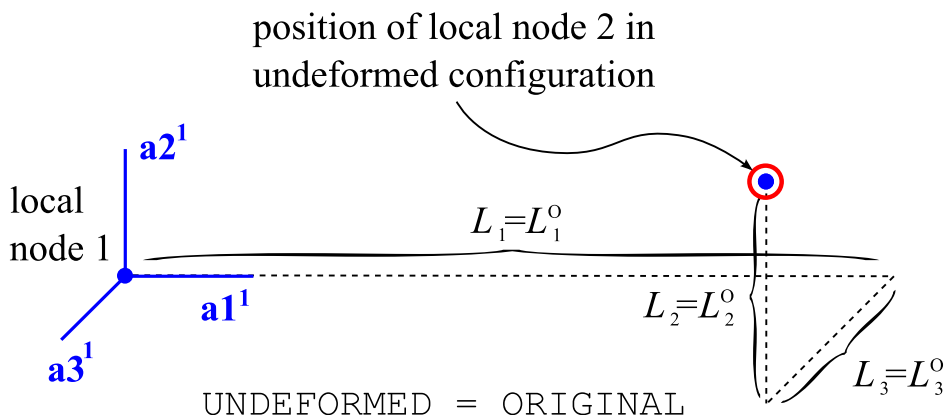 position of local node 2 in
undeformed configuration
a2¹
local
node 1
L₁=L₁ᴼ
a1¹
L₂=L₂ᴼ
a3¹
L₃=L₃ᴼ
UNDEFORMED = ORIGINAL